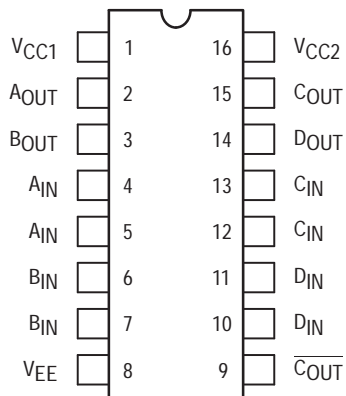 VCC1 1 16 VCC2
AOUT 2 15 COUT
BOUT 3 14 DOUT
AIN 4 13 CIN
AIN 5 12 CIN
BIN 6 11 DIN
BIN 7 10 DIN
VEE 8 9 C̅O̅U̅T̅